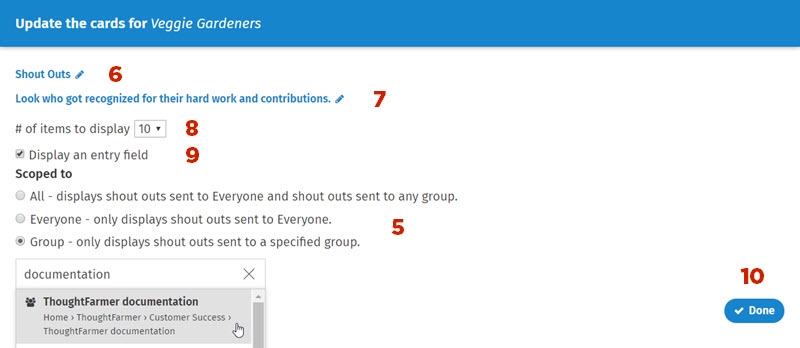 Update the cards for Veggie Gardeners
Shout Outs 6
Look who got recognized for their hard work and contributions. 7
# of items to display 10 8
Display an entry field 9
Scoped to
All - displays shout outs sent to Everyone and shout outs sent to any group.
Everyone - only displays shout outs sent to Everyone. 5
Group - only displays shout outs sent to a specified group.
documentation
10
ThoughtFarmer documentation
Home › ThoughtFarmer › Customer Success ›
ThoughtFarmer documentation
Done